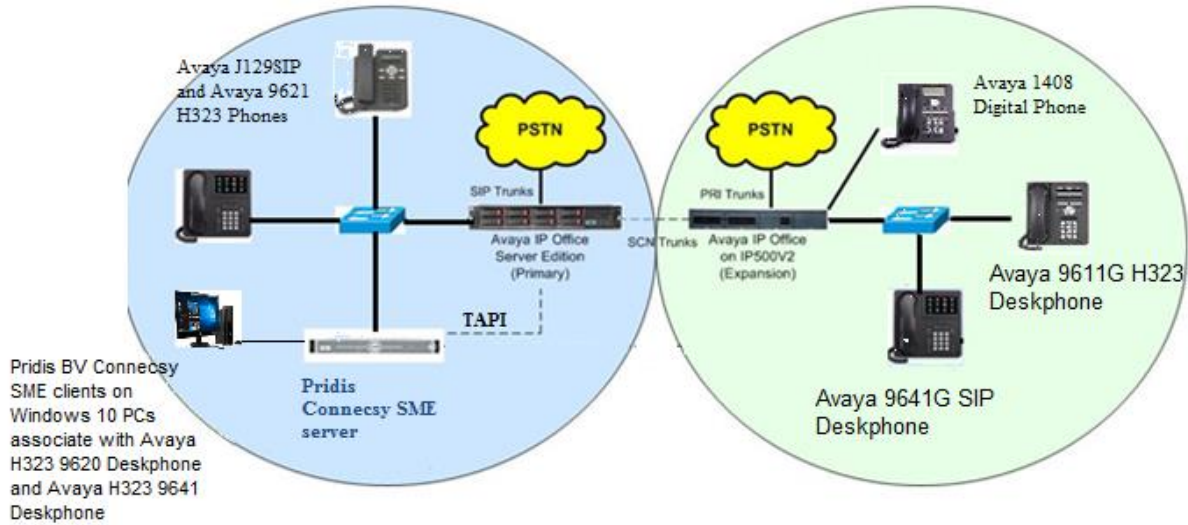 Avaya J129SIP
and Avaya 9621
H323 Phones
PSTN
SIP Trunks
Avaya IP Office
Server Edition
(Primary)
TAPI
Pridis
Connecsy SME
server
Pridis BV Connecsy
SME clients on
Windows 10 PCs
associate with Avaya
H323 9620 Deskphone
and Avaya H323 9641
Deskphone
SCN Trunks
PSTN
PRI Trunks
Avaya IP Office
on IP500V2
(Expansion)
Avaya 1408
Digital Phone
Avaya 9611G H323
Deskphone
Avaya 9641G SIP
Deskphone